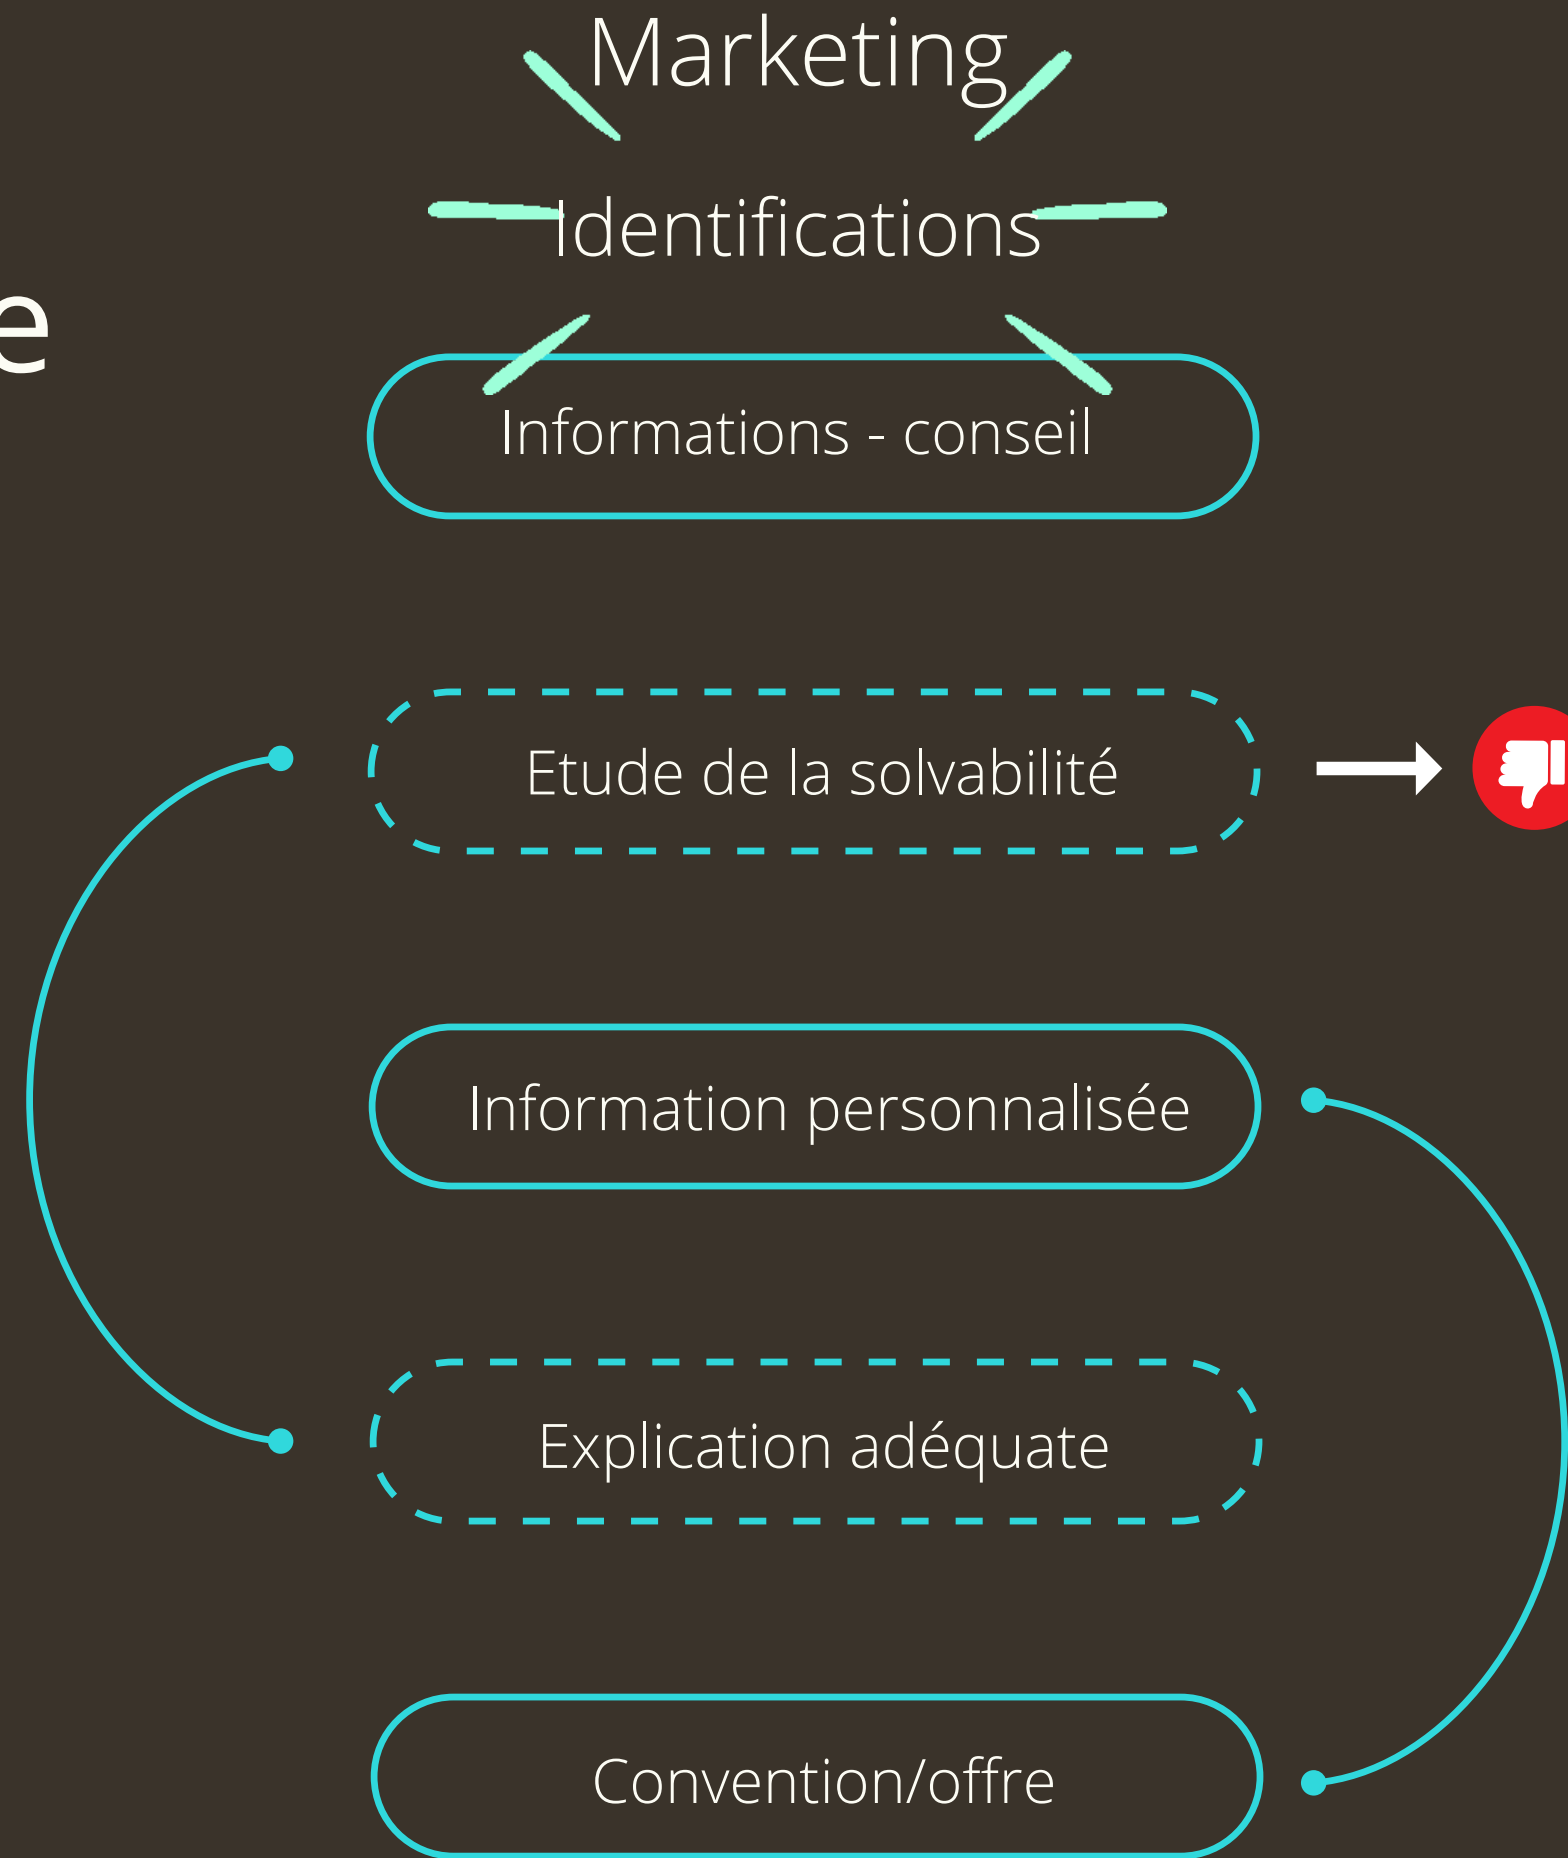 Marketing
Identifications
e
Informations - conseil
Etude de la solvabilité
Information personnalisée
Explication adéquate
Convention/offre